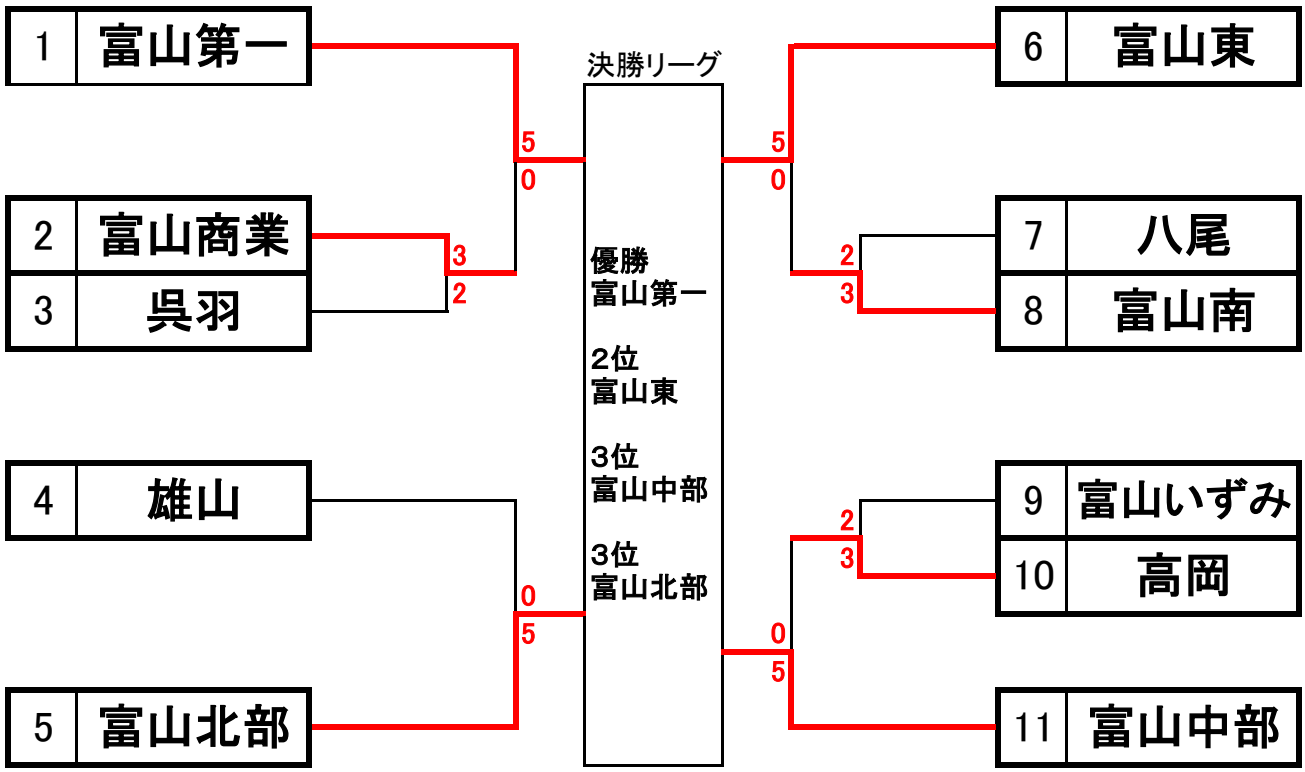 1 富山第一
5
0
2 富山商業
3
2
3 呉羽
4 雄山
0
5
5 富山北部
決勝リーグ
優勝
富山第一
2位
富山東
3位
富山中部
3位
富山北部
6 富山東
5
0
7 八尾
2
3
8 富山南
9 富山いずみ
2
3
10 高岡
0
5
11 富山中部